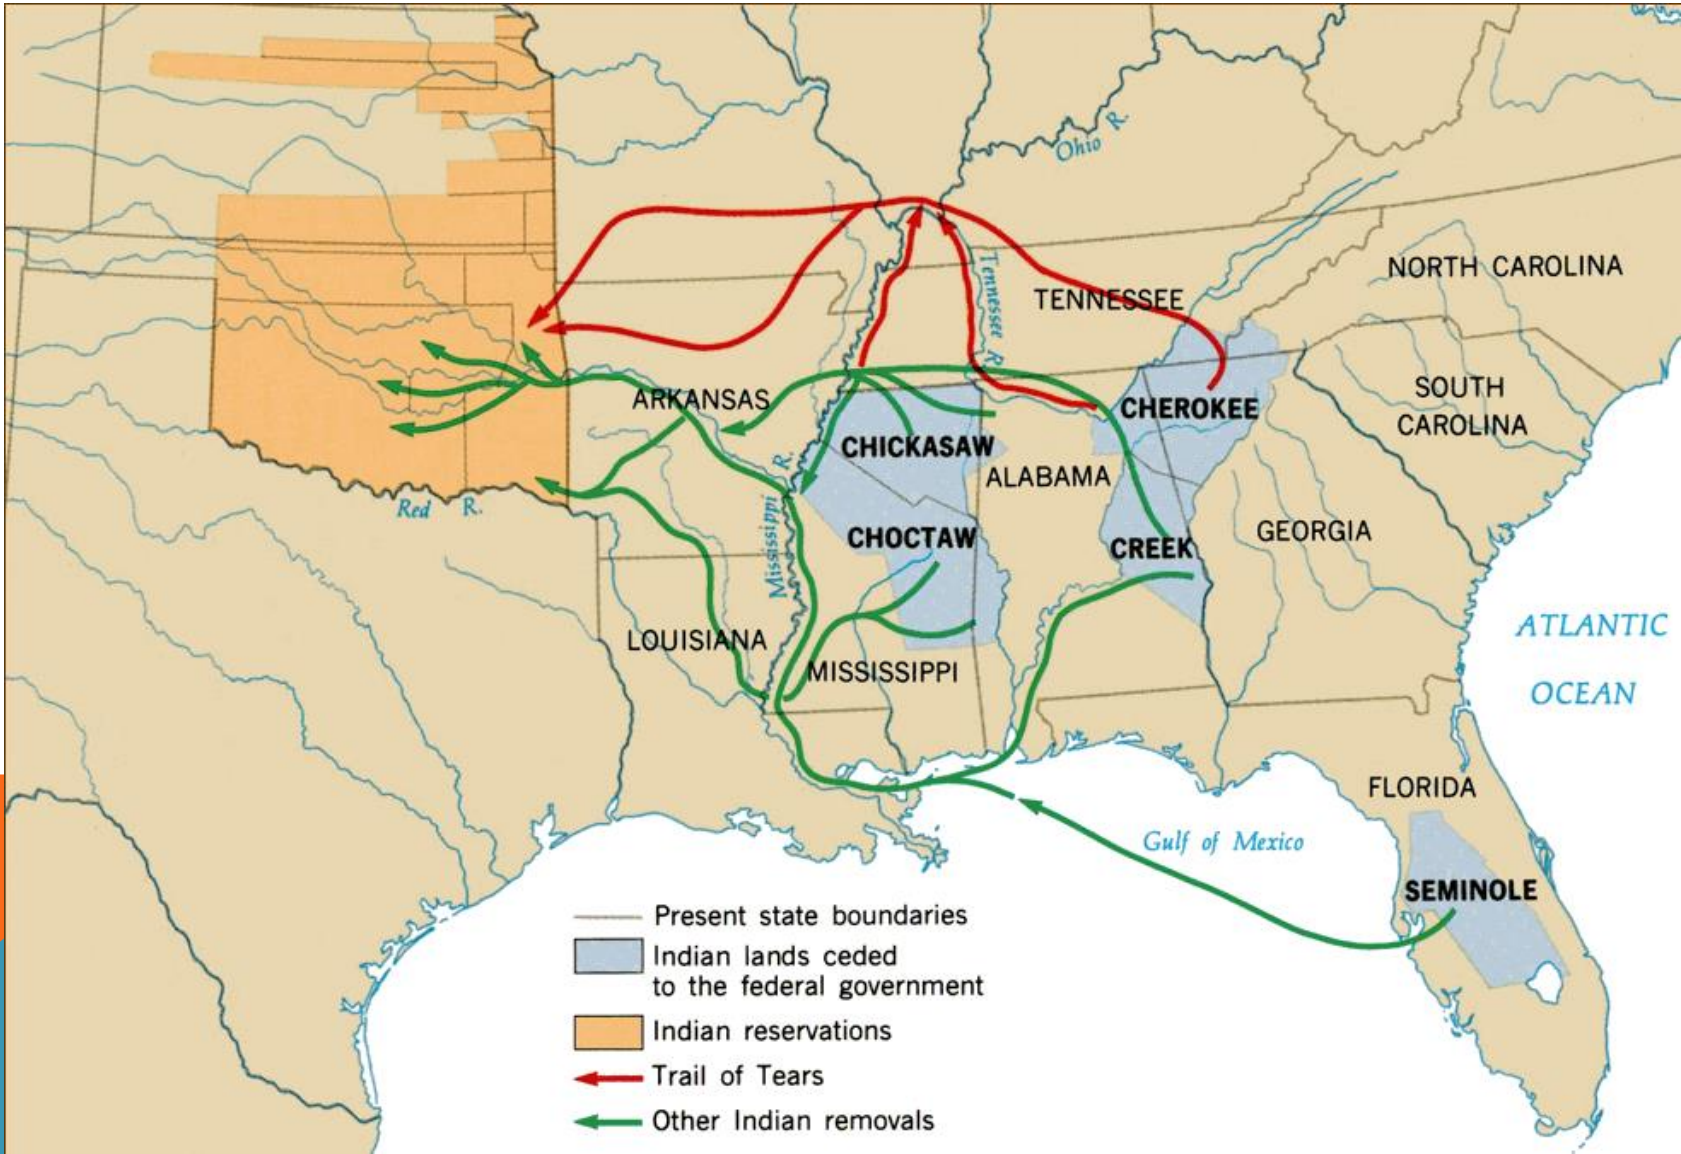 Ohio R.
NORTH CAROLINA
TENNESSEE
Tennessee R.
SOUTH
CAROLINA
ARKANSAS
CHEROKEE
CHICKASAW
ALABAMA
Mississippi R.
Red R.
CHOCTAW
CREEK
GEORGIA
LOUISIANA
MISSISSIPPI
ATLANTIC
OCEAN
FLORIDA
Gulf of Mexico
SEMINOLE
Present state boundaries
Indian lands ceded
to the federal government
Indian reservations
Trail of Tears
Other Indian removals